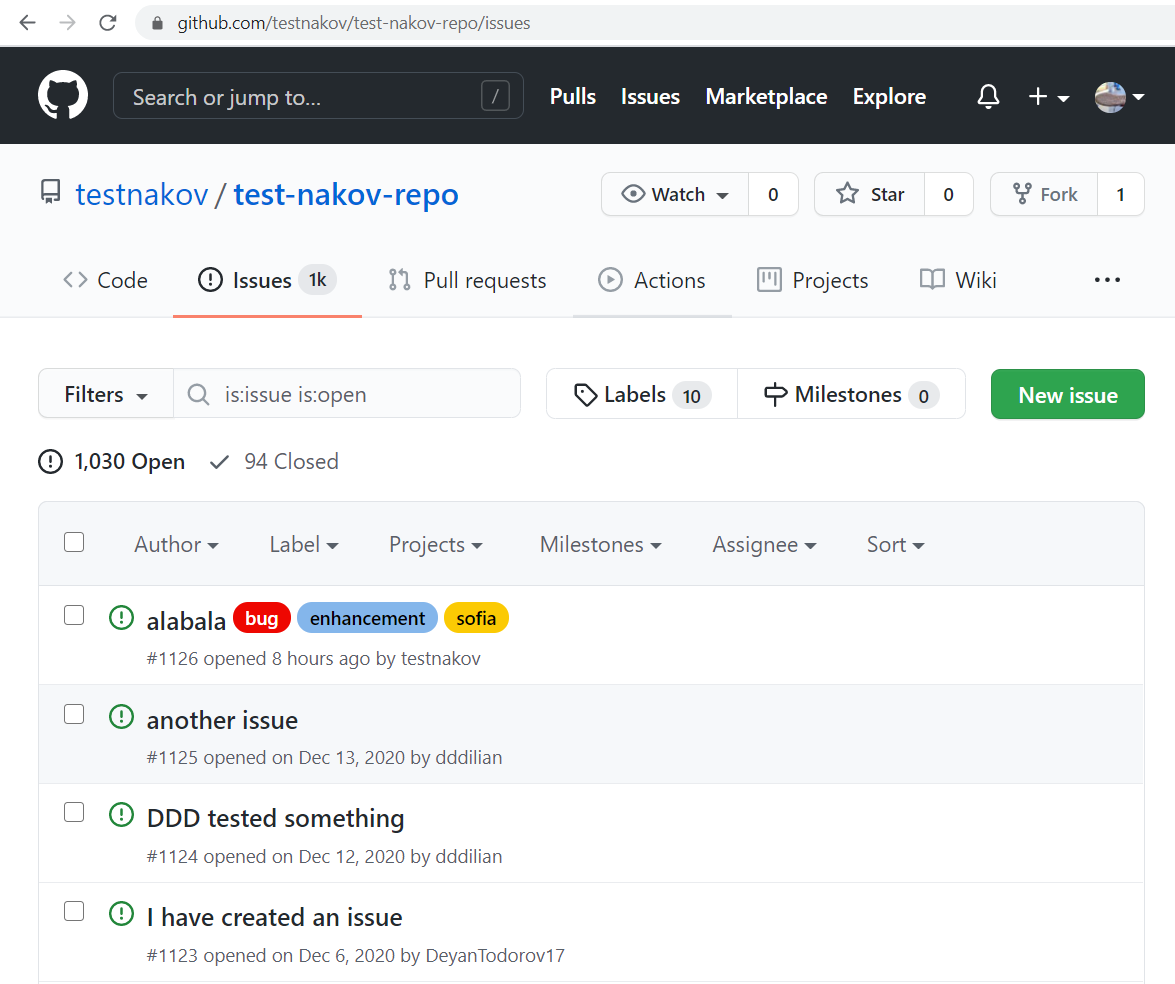 github.com/testnakov/test-nakov-repo/issues
Search or jump to... / Pulls Issues Marketplace Explore
testnakov / test-nakov-repo Watch 0 Star 0 Fork 1
Code Issues 1k Pull requests Actions Projects Wiki ...
Filters is:issue is:open Labels 10 Milestones 0 New issue
1,030 Open 94 Closed
Author Label Projects Milestones Assignee Sort
alabala bug enhancement sofia
#1126 opened 8 hours ago by testnakov
another issue
#1125 opened on Dec 13, 2020 by dddilian
DDD tested something
#1124 opened on Dec 12, 2020 by dddilian
I have created an issue
#1123 opened on Dec 6, 2020 by DeyanTodorov17